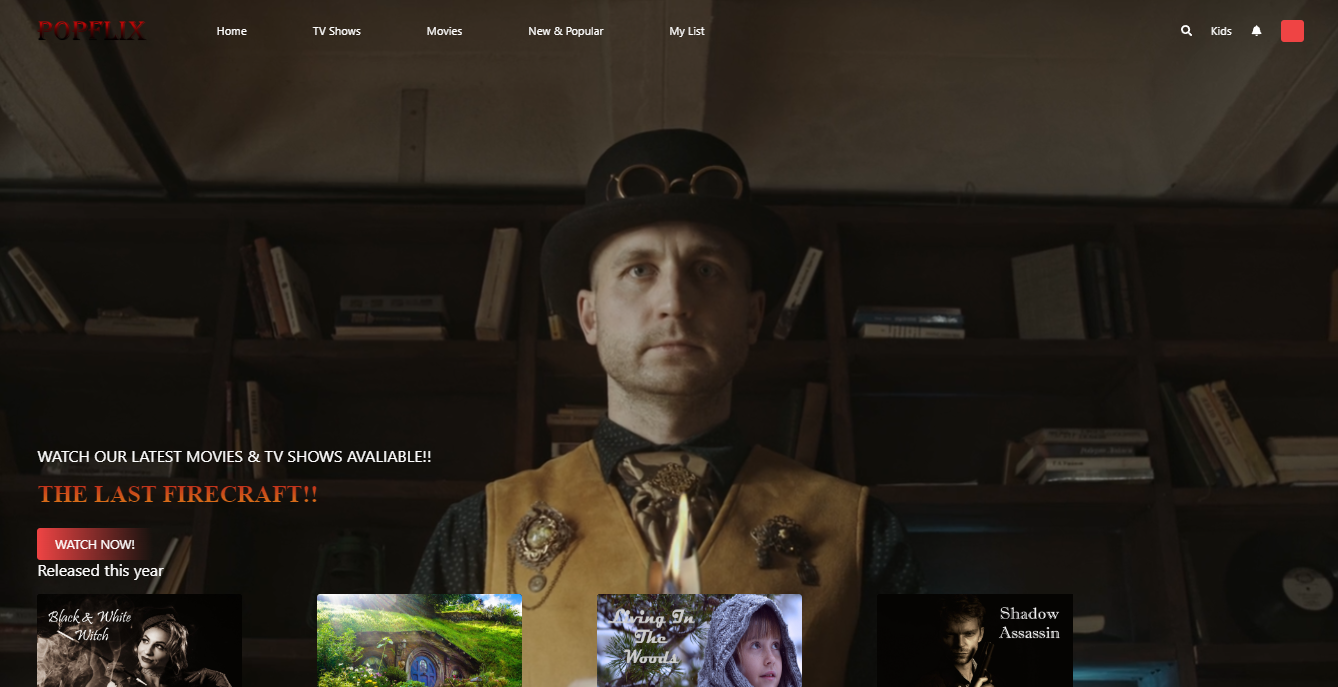 POPFLIX
Home
TV Shows
Movies
New & Popular
My List
Kids
WATCH OUR LATEST MOVIES & TV SHOWS AVALIABLE!!
THE LAST FIRECRAFT!!
WATCH NOW!
Released this year
Black & White
Witch
Living In
The
Woods
Shadow
Assassin